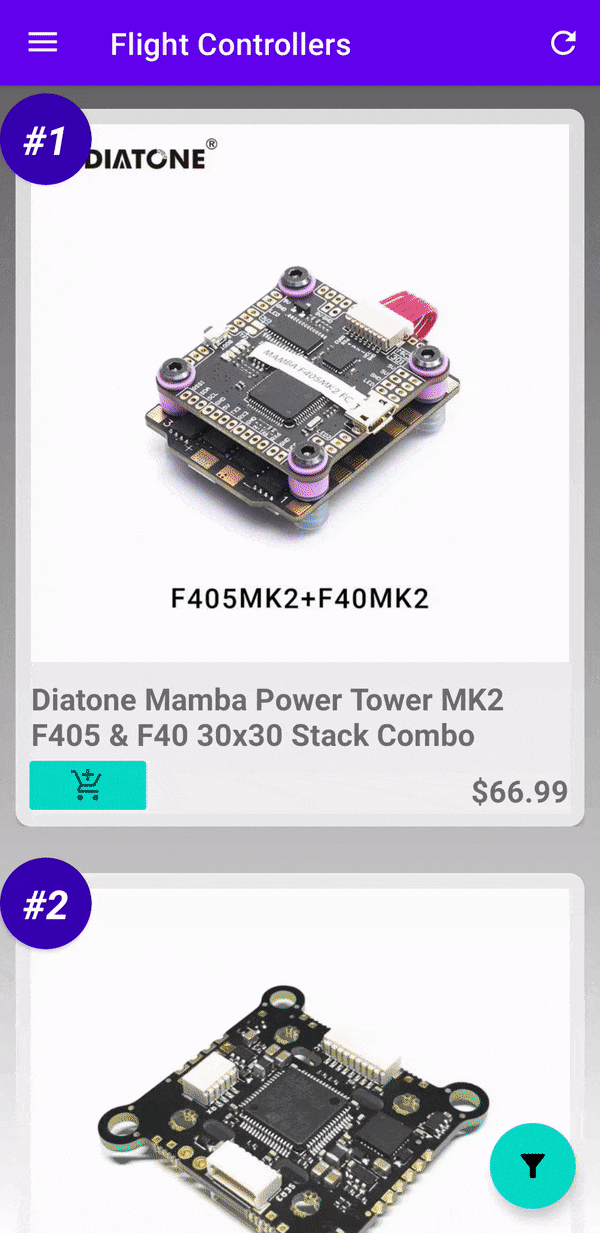 Flight Controllers
#1
DIATONE®
MAMBA F405MK2 FC
F405MK2+F40MK2
Diatone Mamba Power Tower MK2
F405 & F40 30x30 Stack Combo
$66.99
#2